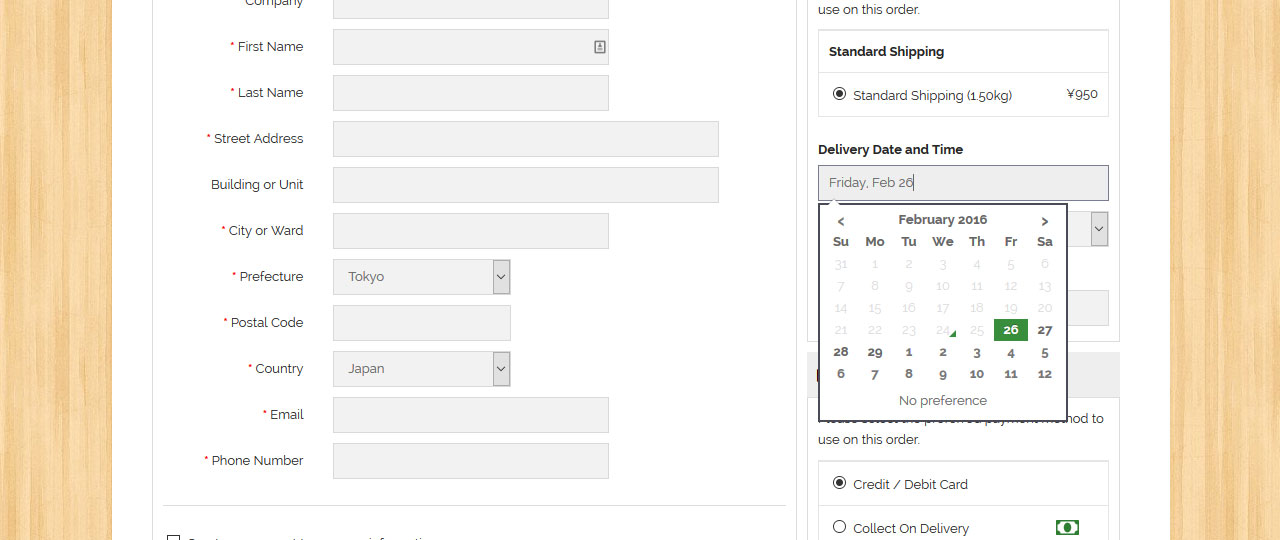 Company
* First Name
* Last Name
* Street Address
Building or Unit
* City or Ward
* Prefecture
Tokyo
* Postal Code
* Country
Japan
* Email
* Phone Number
use on this order.
Standard Shipping
Standard Shipping (1.50kg) ¥950
Delivery Date and Time
Friday, Feb 26
< February 2016 >
Su Mo Tu We Th Fr Sa
31 1 2 3 4 5 6
7 8 9 10 11 12 13
14 15 16 17 18 19 20
21 22 23 24 25 26 27
28 29 1 2 3 4 5
6 7 8 9 10 11 12
No preference
Please select the preferred payment method to
use on this order.
Credit / Debit Card
Collect On Delivery